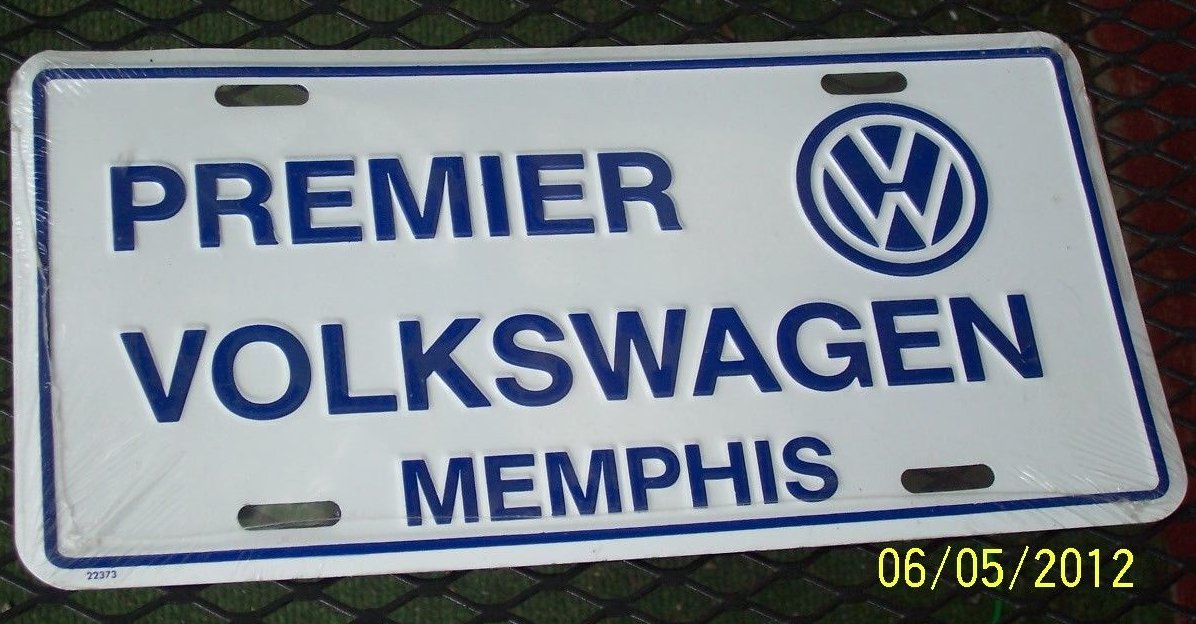 PREMIER
VOLKSWAGEN
MEMPHIS
22373
06/05/2012